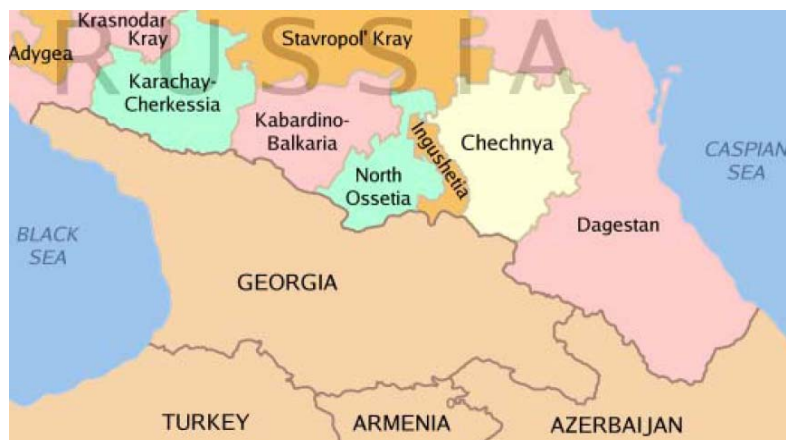 Krasnodar
Kray
RUSSIA
Stavropol' Kray
Adygea
Karachay-
Cherkessia
Kabardino-
Balkaria
Ingushetia
Chechnya
CASPIAN
SEA
North
Ossetia
Dagestan
BLACK
SEA
GEORGIA
TURKEY
ARMENIA
AZERBAIJAN